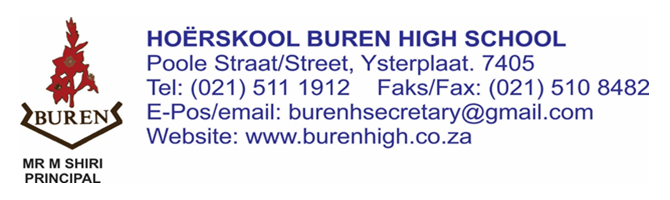 HOËRSKOOL BUREN HIGH SCHOOL
Poole Straat/Street, Ysterplaat. 7405
Tel: (021) 511 1912 Faks/Fax: (021) 510 8482
E-Pos/email: burenhsecretary@gmail.com
Website: www.burenhigh.co.za
BUREN
MR M SHIRI
PRINCIPAL